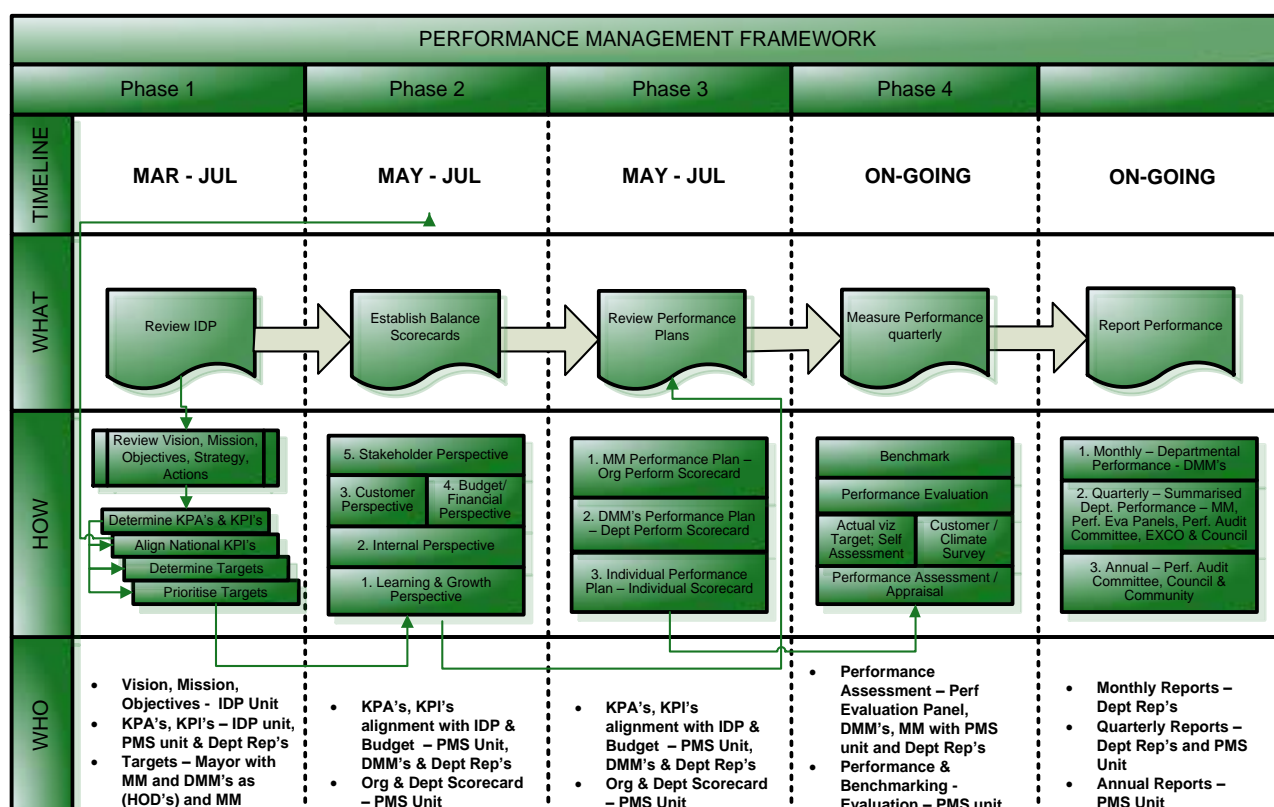 PERFORMANCE MANAGEMENT FRAMEWORK
Phase 1
Phase 2
Phase 3
Phase 4
TIMELINE
MAR - JUL
MAY - JUL
MAY - JUL
ON-GOING
ON-GOING
WHAT
Review IDP
Establish Balance
Scorecards
Review Performance
Plans
Measure Performance
quarterly
Report Performance
HOW
Review Vision, Mission,
Objectives, Strategy,
Actions
Determine KPA's & KPI's
Align National KPI's
Determine Targets
Prioritise Targets
5. Stakeholder Perspective
3. Customer
Perspective
4. Budget/
Financial
Perspective
2. Internal Perspective
1. Learning & Growth
Perspective
1. MM Performance Plan –
Org Perform Scorecard
2. DMM's Performance Plan
– Dept Perform Scorecard
3. Individual Performance
Plan – Individual Scorecard
Benchmark
Performance Evaluation
Actual viz
Target; Self
Assessment
Customer /
Climate
Survey
Performance Assessment /
Appraisal
1. Monthly – Departmental
Performance - DMM's
2. Quarterly – Summarised
Dept. Performance – MM,
Perf. Eva Panels, Perf. Audit
Committee, EXCO & Council
3. Annual – Perf. Audit
Committee, Council &
Community
WHO
• Vision, Mission,
Objectives - IDP Unit
• KPA's, KPI's – IDP unit,
PMS unit & Dept Rep's
• Targets – Mayor with
MM and DMM's as
(HOD's) and MM
• KPA's, KPI's
alignment with IDP &
Budget – PMS Unit,
DMM's & Dept Rep's
• Org & Dept Scorecard
– PMS Unit
• KPA's, KPI's
alignment with IDP &
Budget – PMS Unit,
DMM's & Dept Rep's
• Org & Dept Scorecard
– PMS Unit
• Performance
Assessment – Perf
Evaluation Panel,
DMM's, MM with PMS
unit and Dept Rep's
• Performance &
Benchmarking -
Evaluation – PMS unit
• Monthly Reports –
Dept Rep's
• Quarterly Reports –
Dept Rep's and PMS
Unit
• Annual Reports –
PMS Unit